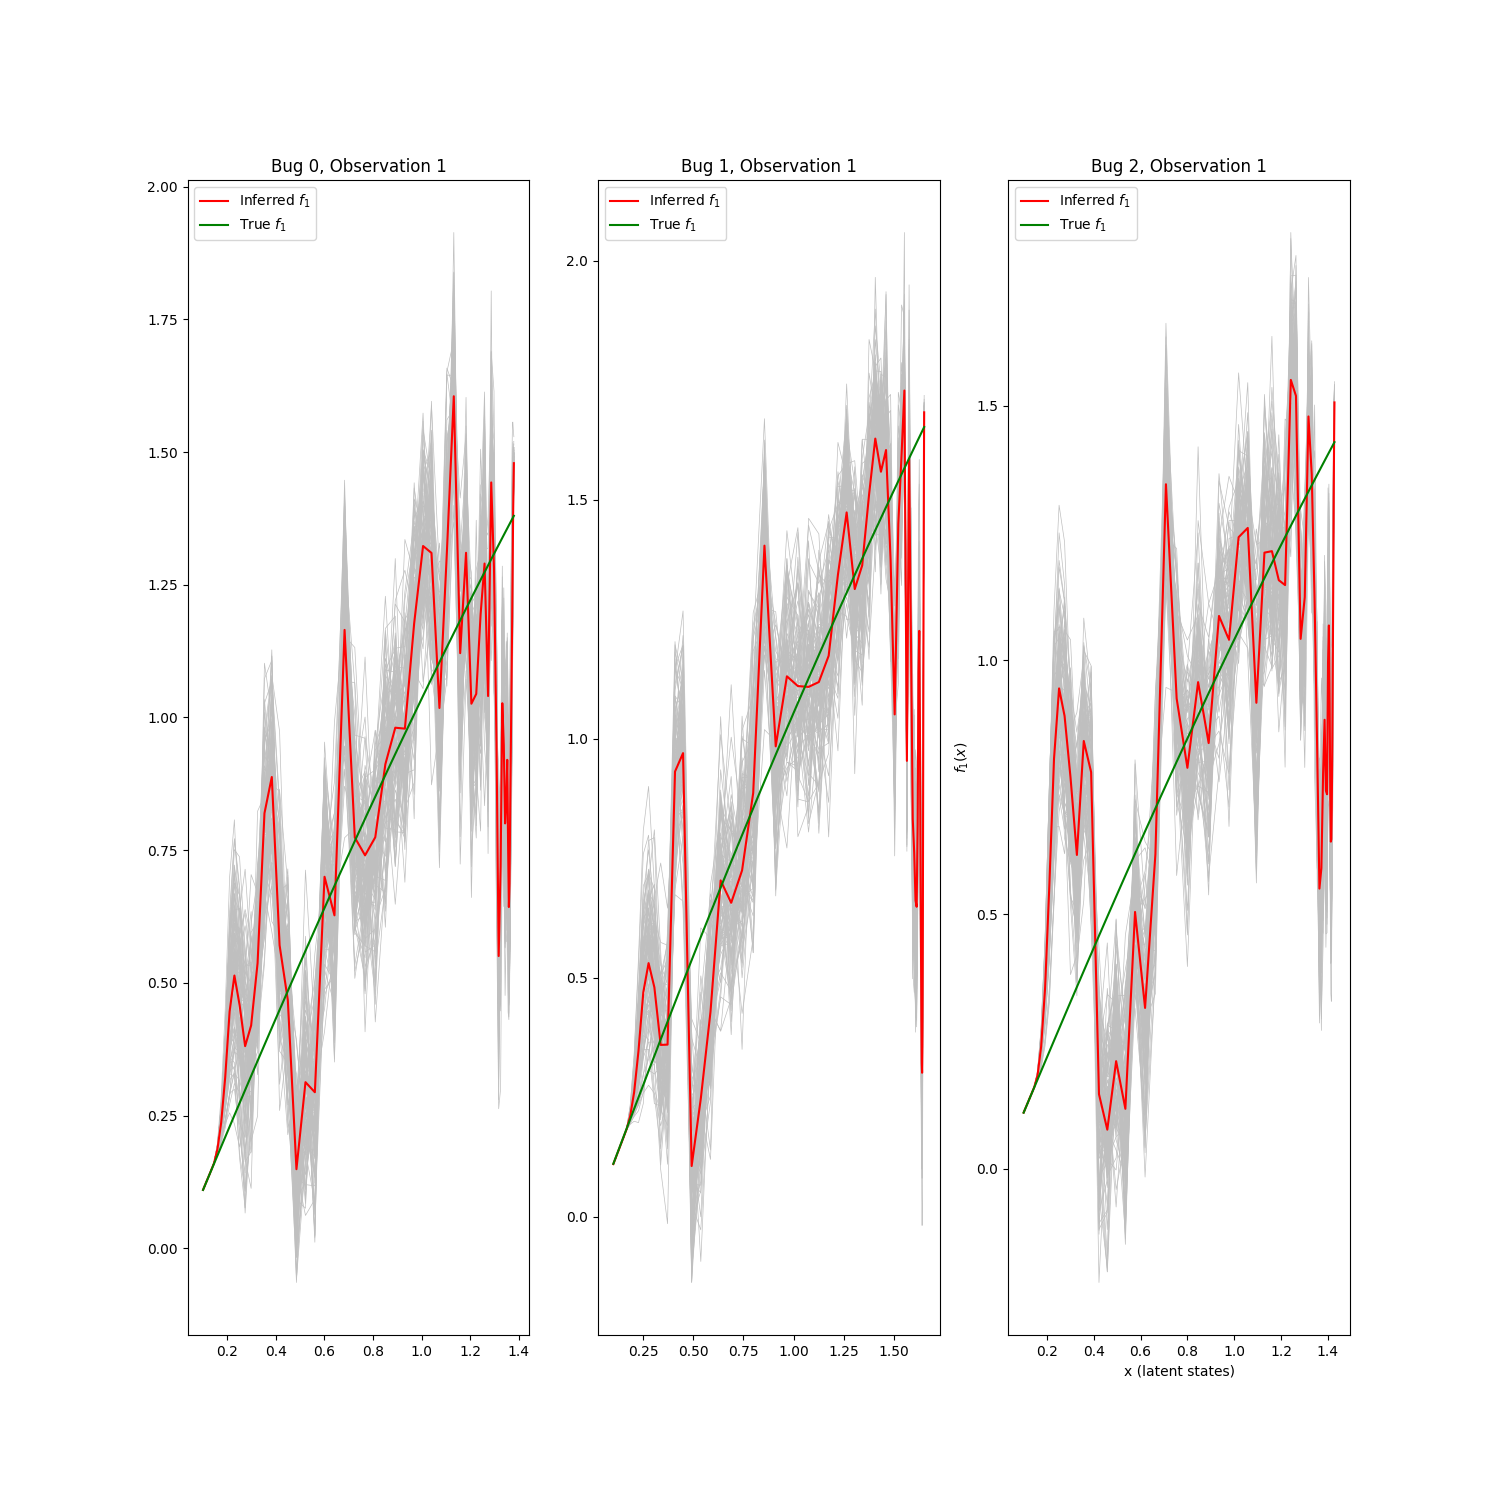 Bug 0, Observation 1
Inferred f₁
True f₁
2.00
1.75
1.50
1.25
1.00
0.75
0.50
0.25
0.00
0.2 0.4 0.6 0.8 1.0 1.2 1.4
Bug 1, Observation 1
Inferred f₁
True f₁
2.0
1.5
1.0
0.5
0.0
0.25 0.50 0.75 1.00 1.25 1.50
Bug 2, Observation 1
Inferred f₁
True f₁
f₁(x)
1.5
1.0
0.5
0.0
0.2 0.4 0.6 0.8 1.0 1.2 1.4
x (latent states)